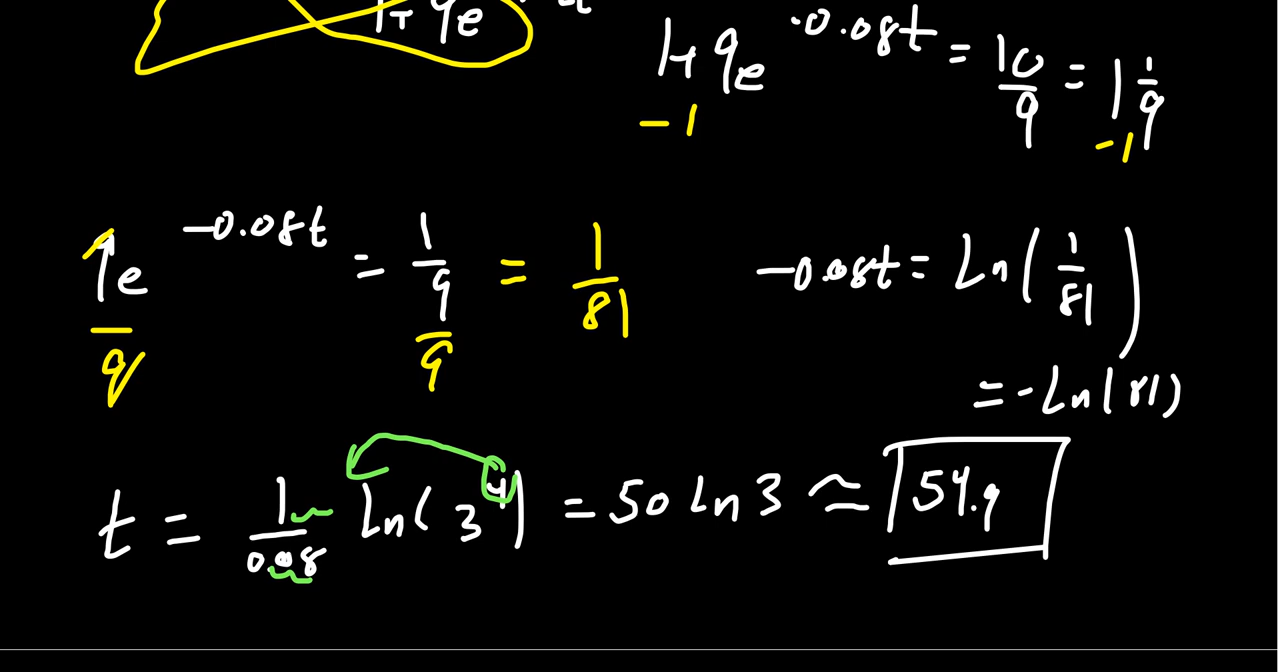 1+9e
1+9e^-0.08t = 10/9 = 1 1/9
-1 -1
9e^-0.08t = 1/9 = 1/81
9 9
-0.08t = Ln(1/81)
= -Ln(81)
t = 1/0.08 Ln(3^4) = 50 Ln 3 ≈ 54.9